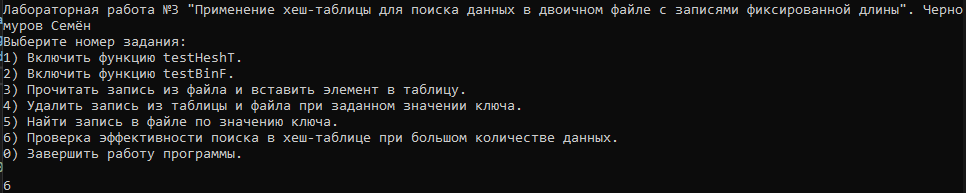 Лабораторная работа №3 "Применение хеш-таблицы для поиска данных в двоичном файле с записями фиксированной длины". Черно
муров Семён
Выберите номер задания:
1) Включить функцию testHeshT.
2) Включить функцию testBinF.
3) Прочитать запись из файла и вставить элемент в таблицу.
4) Удалить запись из таблицы и файла при заданном значении ключа.
5) Найти запись в файле по значению ключа.
6) Проверка эффективности поиска в хеш-таблице при большом количестве данных.
0) Завершить работу программы.
6